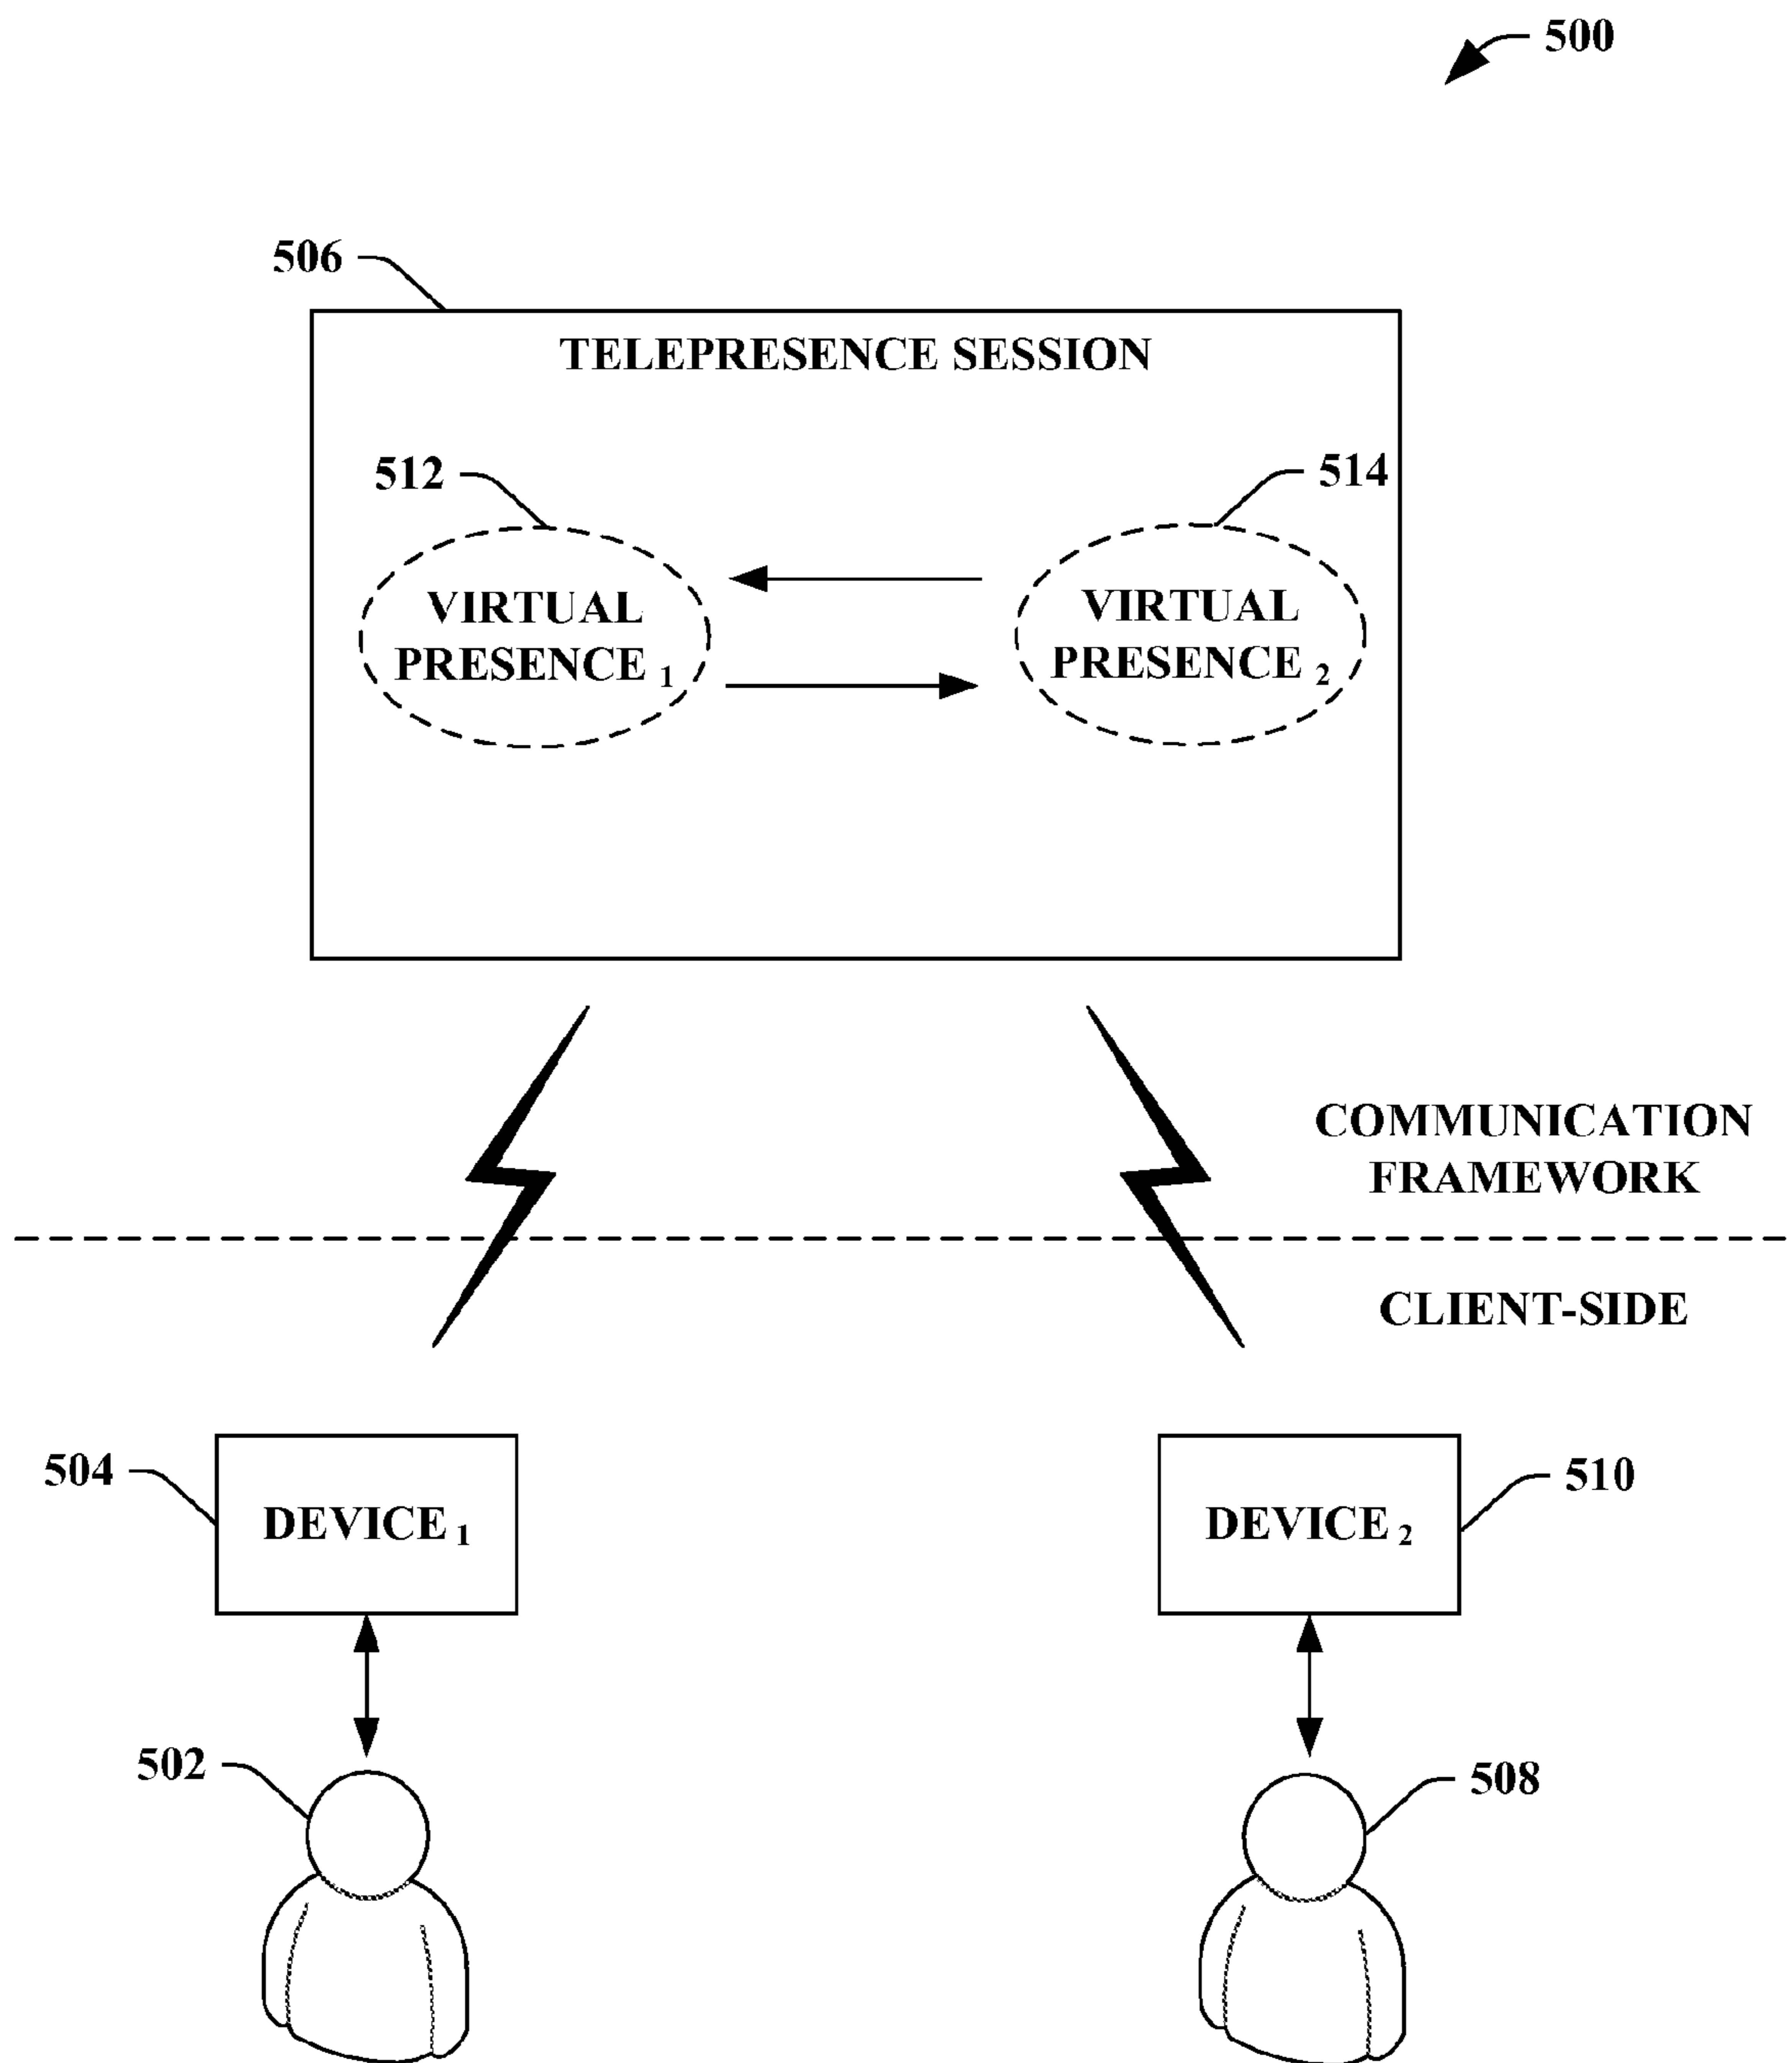 500
506
TELEPRESENCE SESSION
512
514
VIRTUAL
PRESENCE 1
VIRTUAL
PRESENCE 2
COMMUNICATION
FRAMEWORK
CLIENT-SIDE
504
DEVICE 1
DEVICE 2
510
502
508